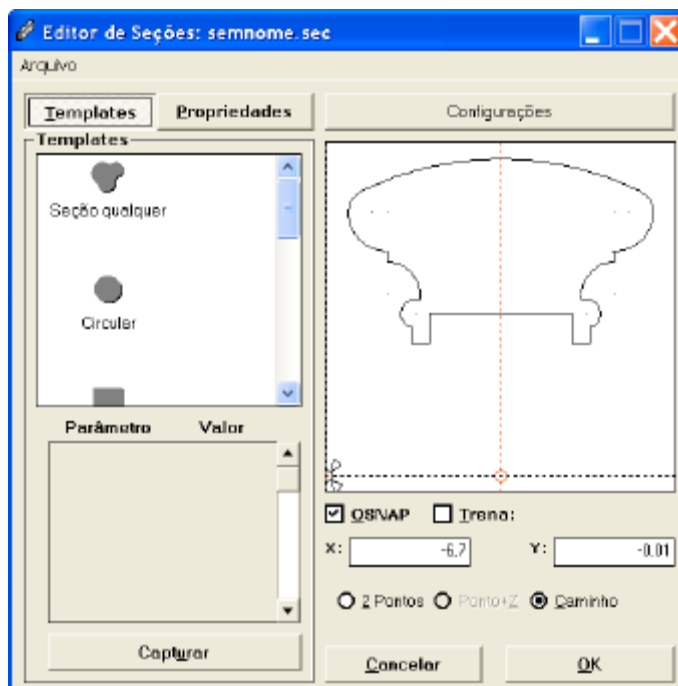 Editor de Seções: semnome.sec
Arquivo
Templates Propriedades Configurações
Templates
Seção qualquer
Circular
Parâmetro Valor
OSNAP Trena:
X: -6.7 Y: -0.01
2 Pontos Ponto+Z Caminho
Capturar
Cancelar OK